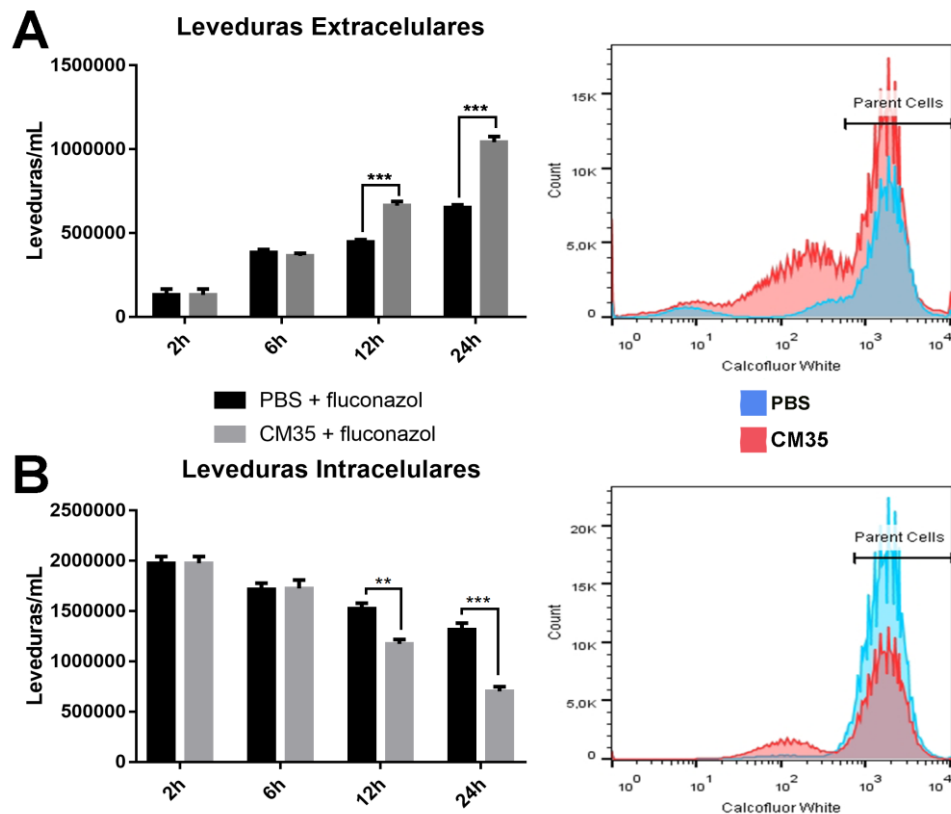 A
Leveduras Extracelulares
Leveduras/mL
1500000
1000000
500000
0
***
***
2h
6h
12h
24h
Count
15K
10K
5,0K
0
Parent Cells
10^0
10^1
10^2
10^3
10^4
Calcofluor White
PBS + fluconazol
CM35 + fluconazol
PBS
CM35
B
Leveduras Intracelulares
Leveduras/mL
2500000
2000000
1500000
1000000
500000
0
**
***
2h
6h
12h
24h
Count
20K
15K
10K
5,0K
0
Parent Cells
10^0
10^1
10^2
10^3
10^4
Calcofluor White